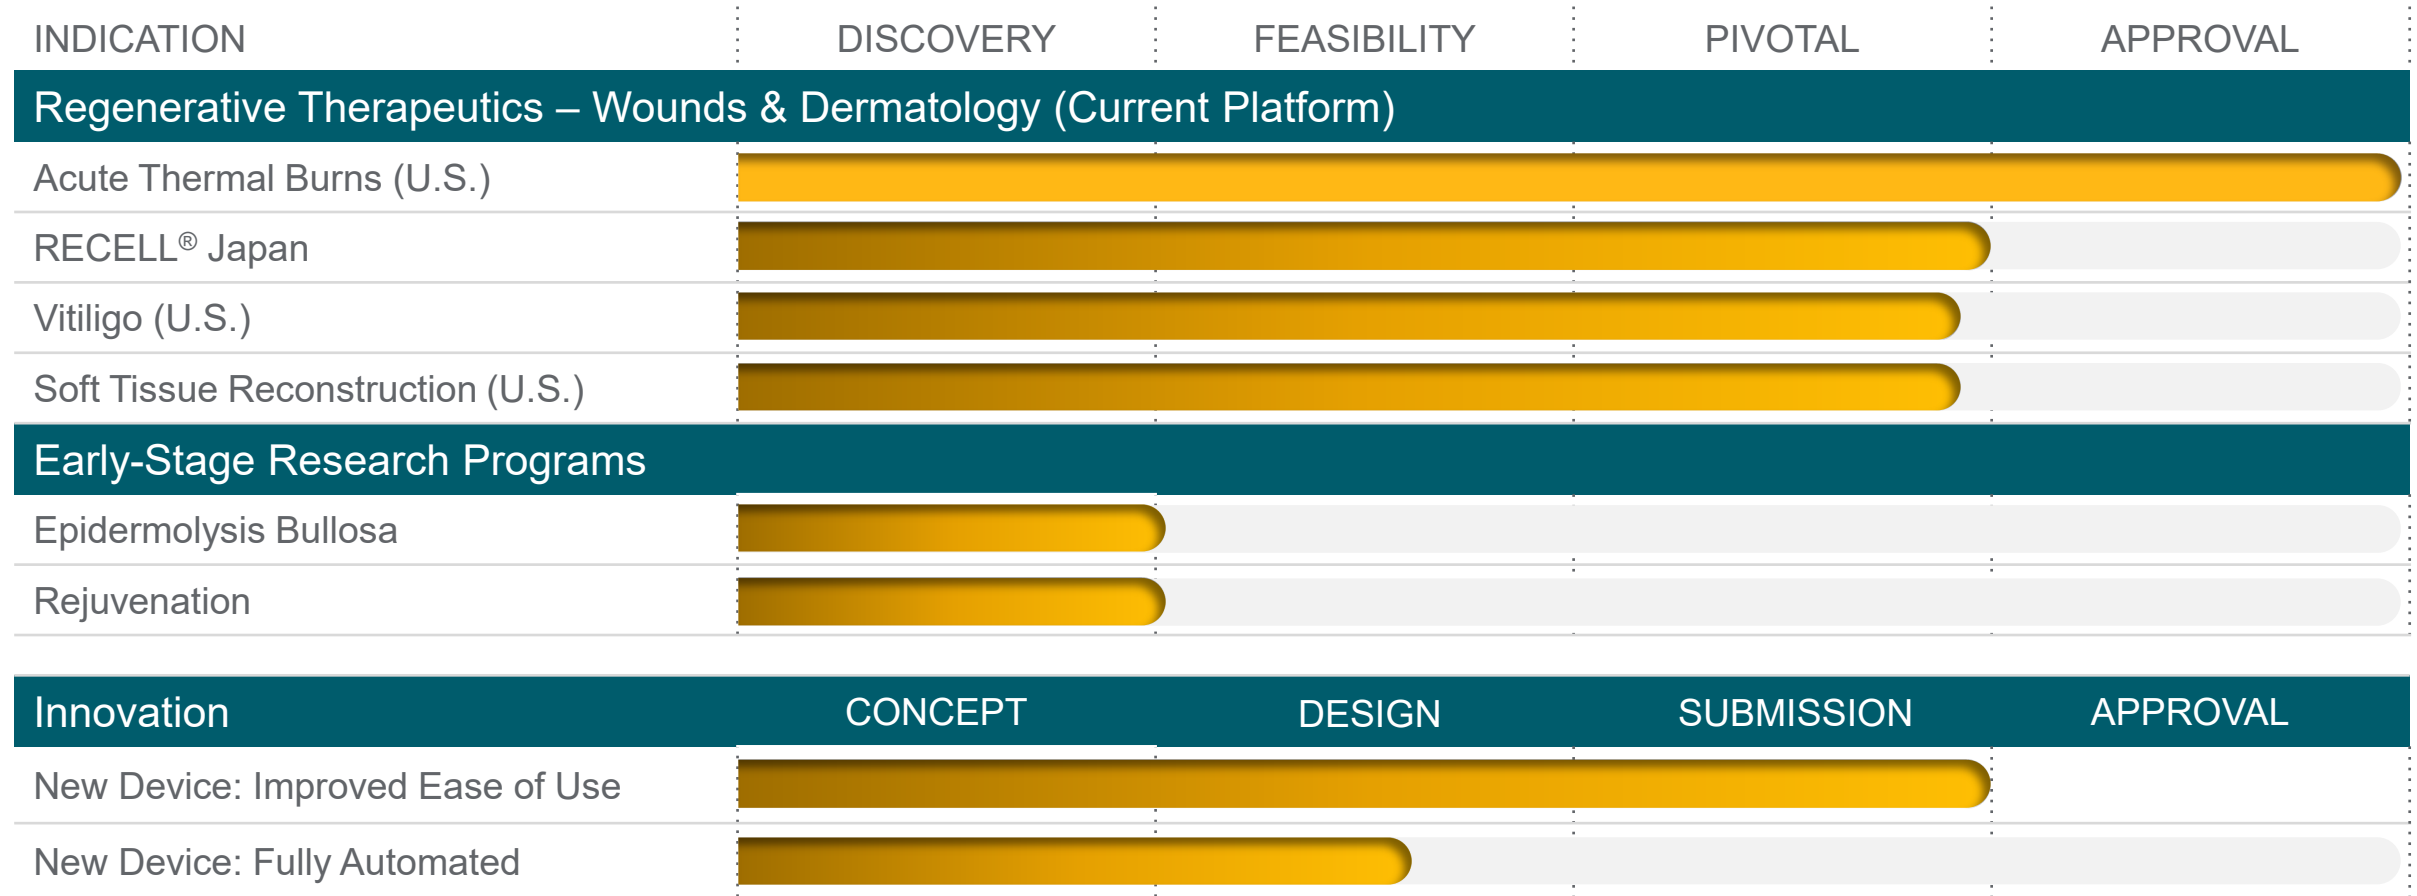 INDICATION DISCOVERY FEASIBILITY PIVOTAL APPROVAL
Regenerative Therapeutics – Wounds & Dermatology (Current Platform)
Acute Thermal Burns (U.S.)
RECELL® Japan
Vitiligo (U.S.)
Soft Tissue Reconstruction (U.S.)
Early-Stage Research Programs
Epidermolysis Bullosa
Rejuvenation
Innovation CONCEPT DESIGN SUBMISSION APPROVAL
New Device: Improved Ease of Use
New Device: Fully Automated